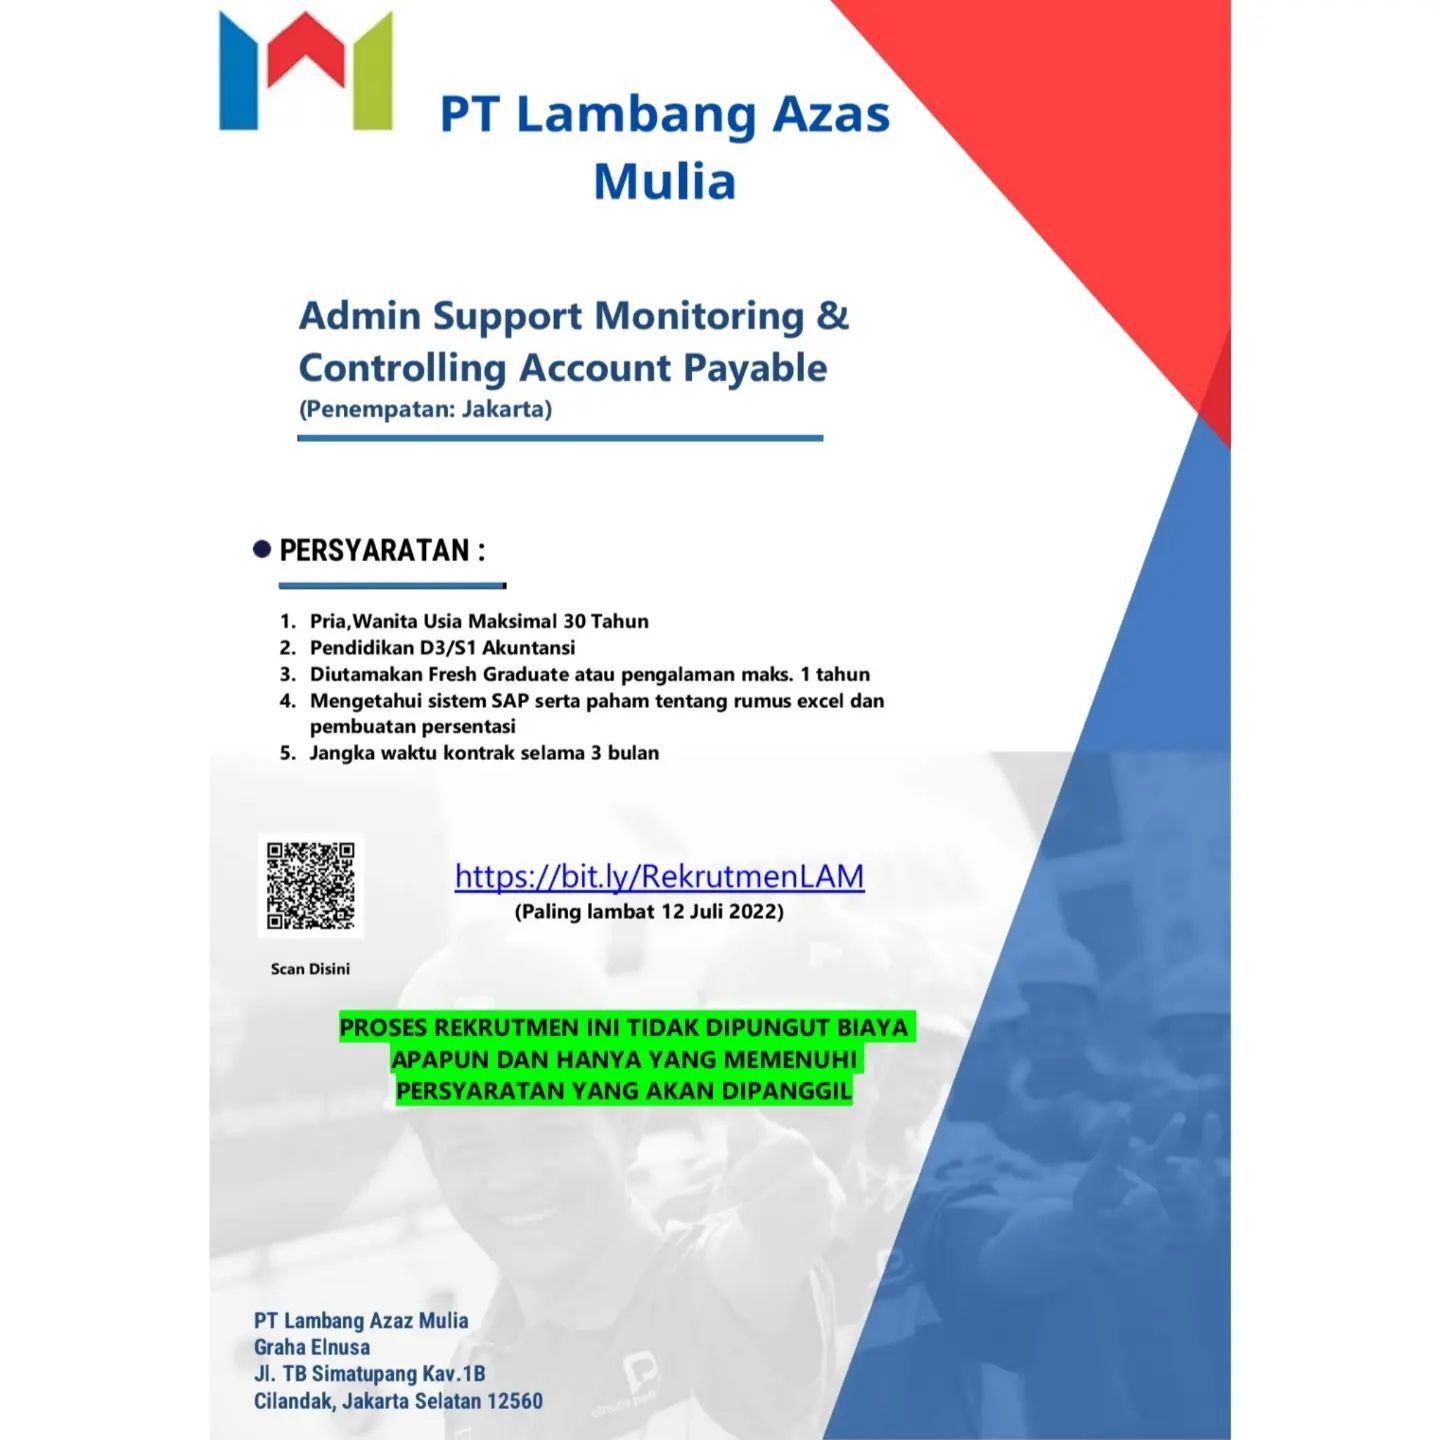 PT Lambang Azas
Mulia
Admin Support Monitoring &
Controlling Account Payable
(Penempatan: Jakarta)
PERSYARATAN :
1. Pria,Wanita Usia Maksimal 30 Tahun
2. Pendidikan D3/S1 Akuntansi
3. Diutamakan Fresh Graduate atau pengalaman maks. 1 tahun
4. Mengetahui sistem SAP serta paham tentang rumus excel dan
pembuatan persentasi
5. Jangka waktu kontrak selama 3 bulan
https://bit.ly/RekrutmenLAM
(Paling lambat 12 Juli 2022)
Scan Disini
PROSES REKRUTMEN INI TIDAK DIPUNGUT BIAYA
APAPUN DAN HANYA YANG MEMENUHI
PERSYARATAN YANG AKAN DIPANGGIL
PT Lambang Azaz Mulia
Graha Elnusa
Jl. TB Simatupang Kav.1B
Cilandak, Jakarta Selatan 12560